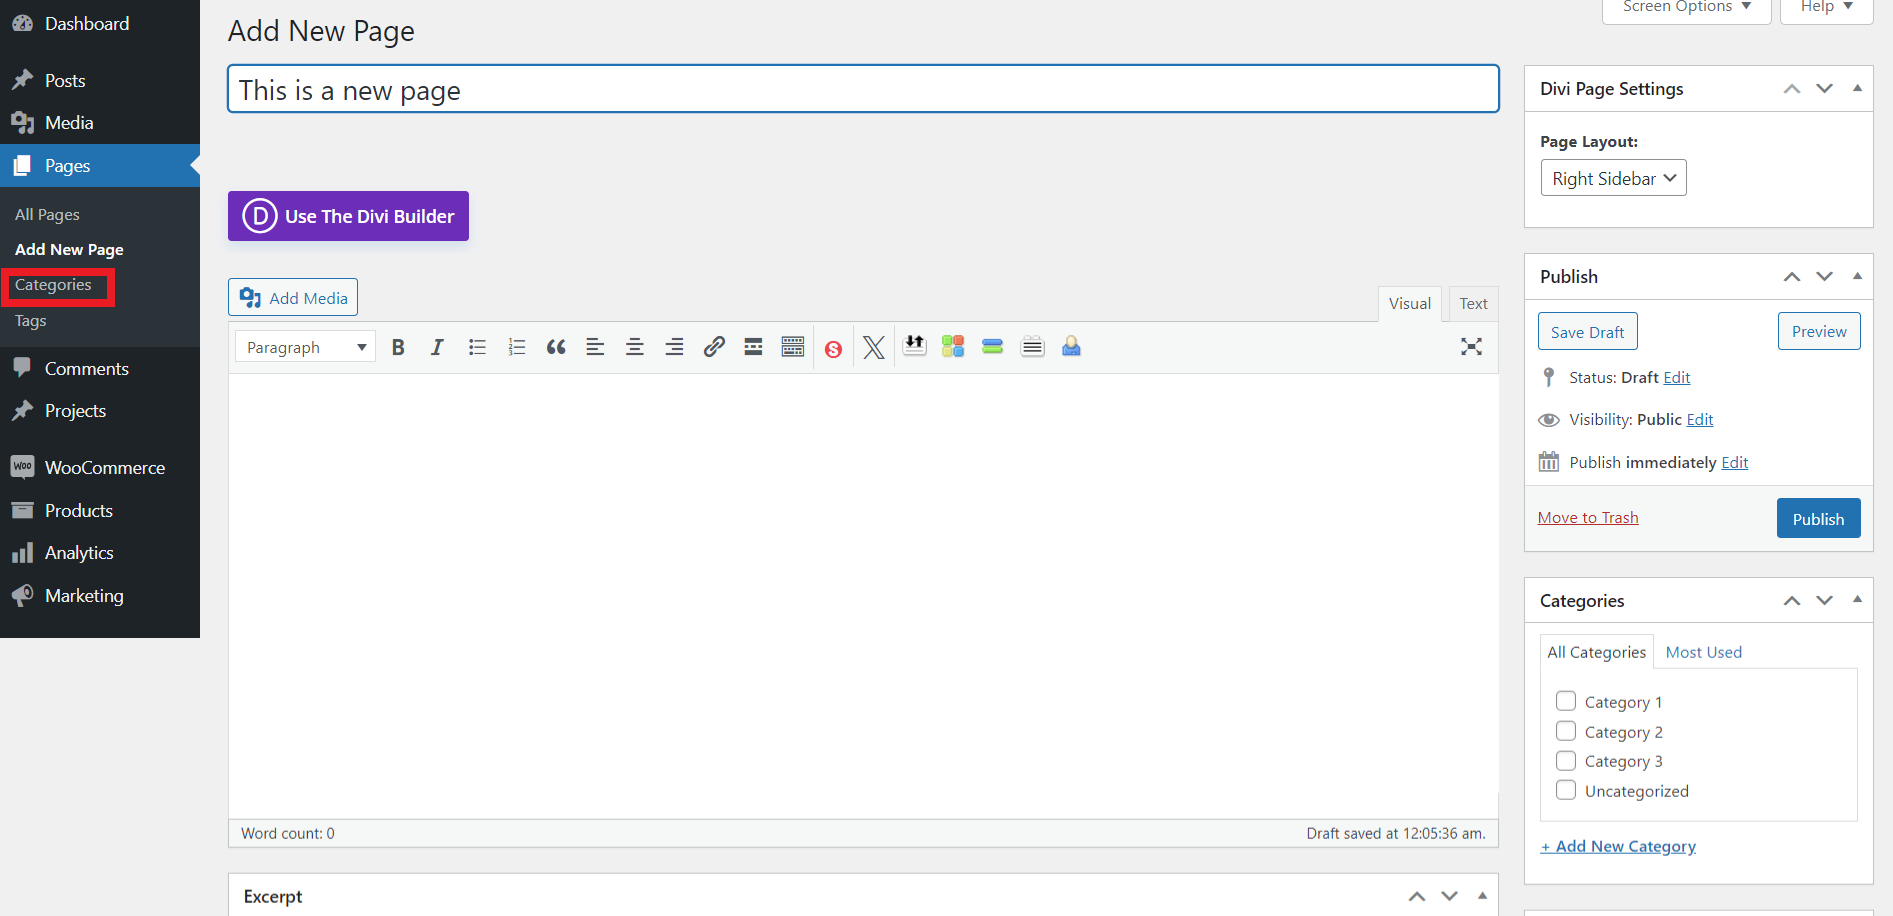 Dashboard
Posts
Media
Pages
All Pages
Add New Page
Categories
Tags
Comments
Projects
WooCommerce
Products
Analytics
Marketing
Screen Options
Help
Add New Page
This is a new page
D Use The Divi Builder
Add Media
Visual
Text
Paragraph
B
I
Word count: 0
Draft saved at 12:05:36 am.
Excerpt
Divi Page Settings
Page Layout:
Right Sidebar
Publish
Save Draft
Preview
Status: Draft Edit
Visibility: Public Edit
Publish immediately Edit
Move to Trash
Publish
Categories
All Categories
Most Used
Category 1
Category 2
Category 3
Uncategorized
+ Add New Category